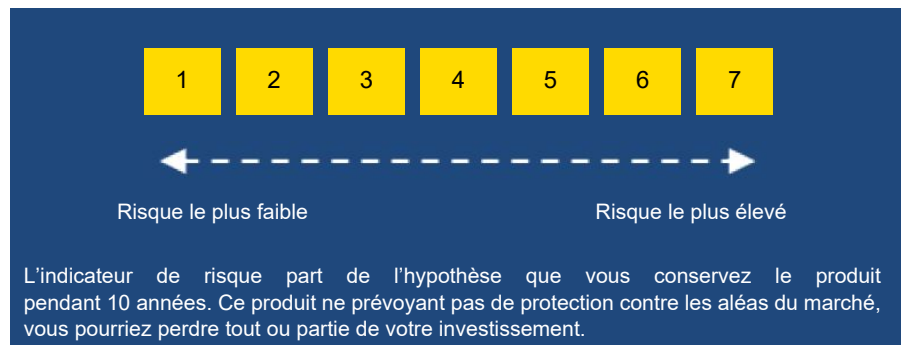 1 2 3 4 5 6 7
Risque le plus faible Risque le plus élevé
L’indicateur de risque part de l’hypothèse que vous conservez le produit
pendant 10 années. Ce produit ne prévoyant pas de protection contre les aléas du marché,
vous pourriez perdre tout ou partie de votre investissement.